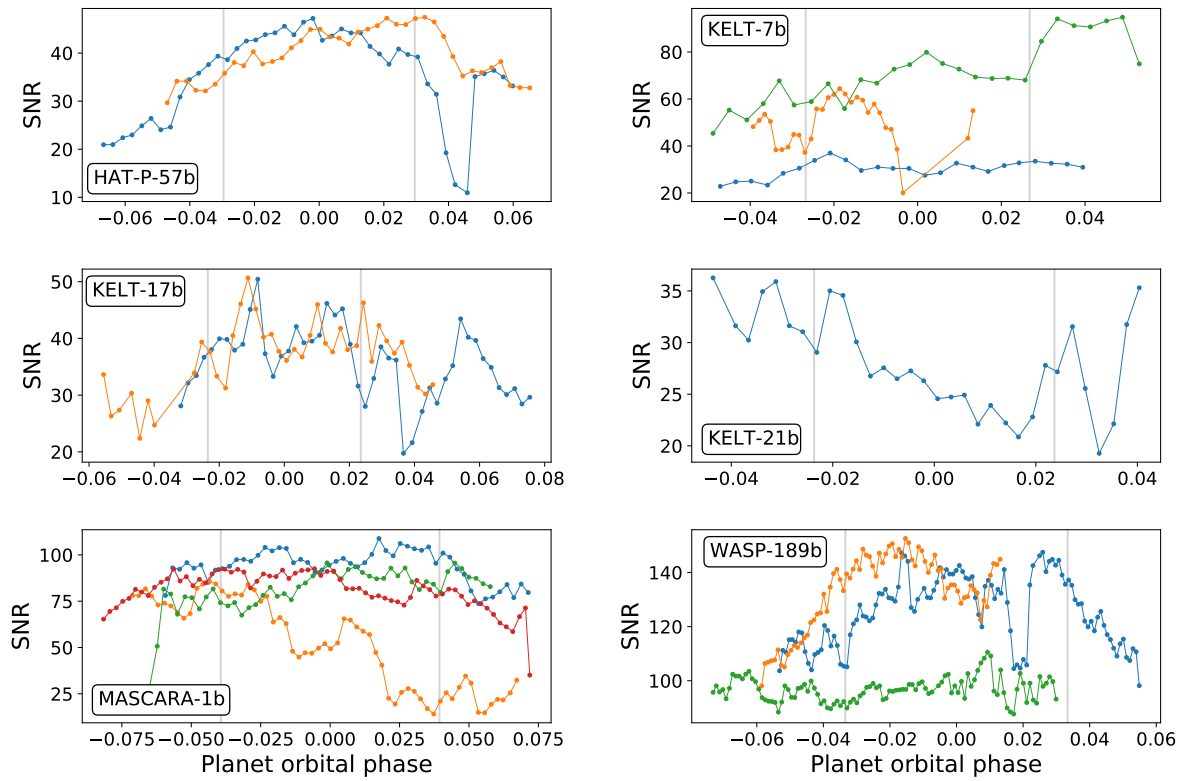 SNR
40
30
20
10
HAT-P-57b
−0.06 −0.04 −0.02 0.00 0.02 0.04 0.06
SNR
80
60
40
20
KELT-7b
−0.04 −0.02 0.00 0.02 0.04
SNR
50
40
30
20
KELT-17b
−0.06 −0.04 −0.02 0.00 0.02 0.04 0.06 0.08
SNR
35
30
25
20
KELT-21b
−0.04 −0.02 0.00 0.02 0.04
SNR
100
75
50
25
MASCARA-1b
−0.075 −0.050 −0.025 0.000 0.025 0.050 0.075
Planet orbital phase
SNR
140
120
100
WASP-189b
−0.06 −0.04 −0.02 0.00 0.02 0.04 0.06
Planet orbital phase